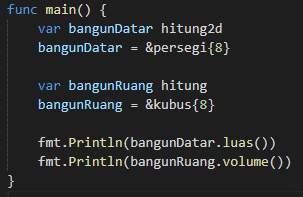 func main() {
var bangunDatar hitung2d
bangunDatar = &persegi{8}
var bangunRuang hitung
bangunRuang = &kubus{8}
fmt.Println(bangunDatar.luas())
fmt.Println(bangunRuang.volume())
}